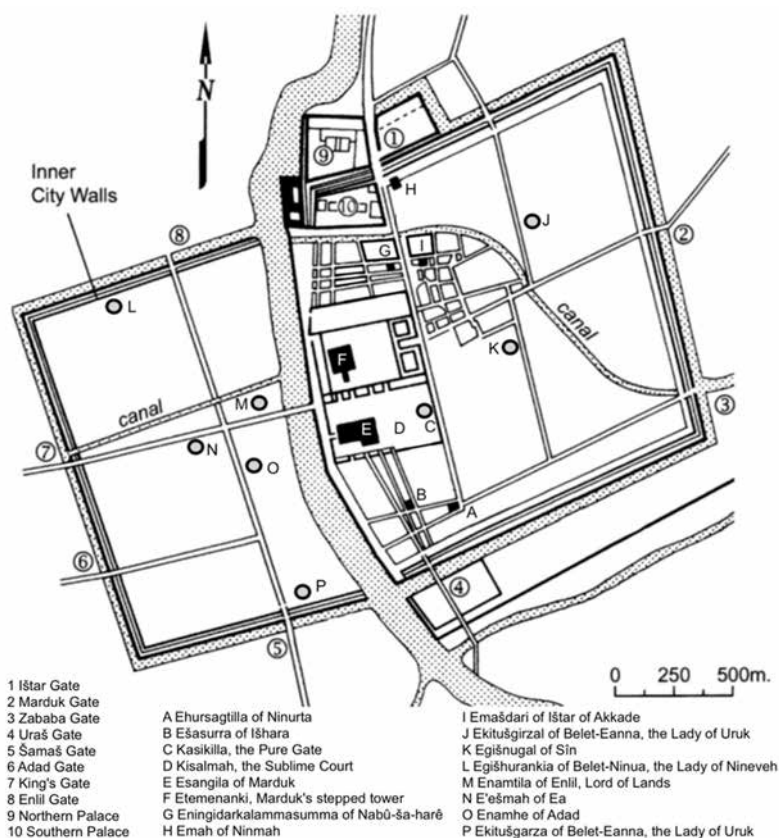 N
①
⑨
Inner
City Walls
H
⑩
⑧
J
G
I
②
L
canal
K
F
canal
M
③
E
D
C
⑦
N
O
B
A
⑥
④
P
⑤
0 250 500m.
1 Ištar Gate
2 Marduk Gate
3 Zababa Gate
4 Uraš Gate
5 Šamaš Gate
6 Adad Gate
7 King's Gate
8 Enlil Gate
9 Northern Palace
10 Southern Palace
A Ehursagtilla of Ninurta
B Ešasurra of Išhara
C Kasikilla, the Pure Gate
D Kisalmah, the Sublime Court
E Esangila of Marduk
F Etemenanki, Marduk's stepped tower
G Eningidarkalammasumma of Nabû-ša-harê
H Emah of Ninmah
I Emašdari of Ištar of Akkade
J Ekitušgirzal of Belet-Eanna, the Lady of Uruk
K Egišnugal of Sîn
L Egišhurankia of Belet-Ninua, the Lady of Nineveh
M Enamtila of Enlil, Lord of Lands
N E'ešmah of Ea
O Enamhe of Adad
P Ekitušgarza of Belet-Eanna, the Lady of Uruk